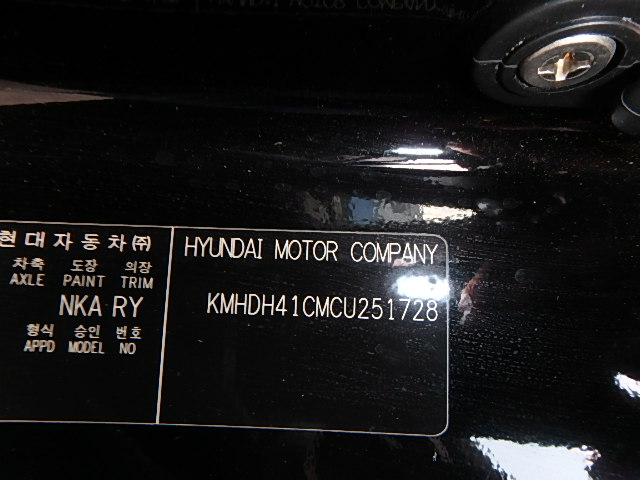 현대자동차㈜
차축 도장 의장
AXLE PAINT TRIM
NKA RY
형식 승인 번호
APPD MODEL NO
HYUNDAI MOTOR COMPANY
KMHDH41CMCU251728